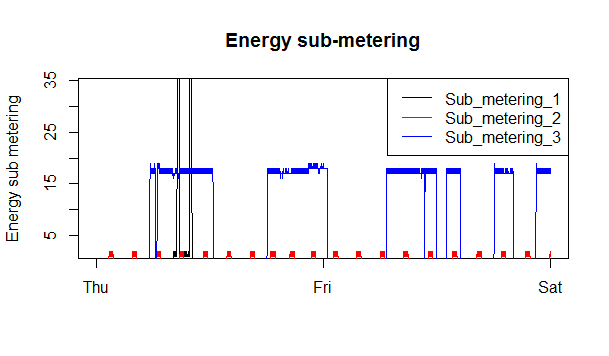 Energy sub-metering
Energy sub metering
35
25
15
5
Sub_metering_1
Sub_metering_2
Sub_metering_3
Thu Fri Sat